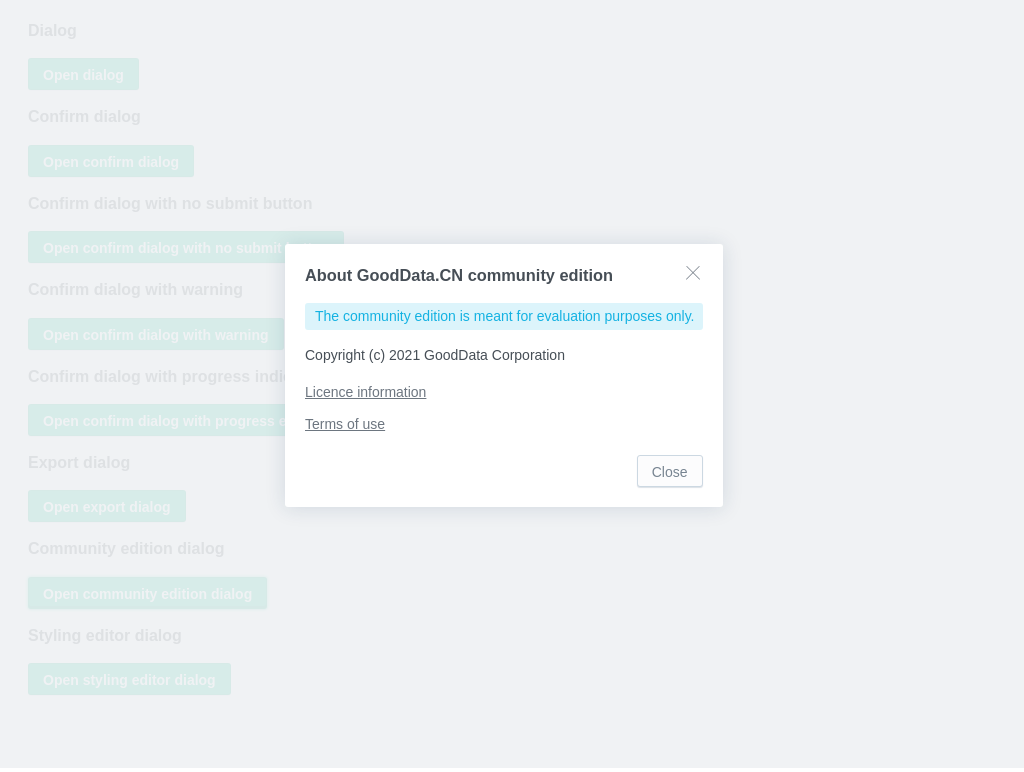 Dialog
Open dialog
Confirm dialog
Open confirm dialog
Confirm dialog with no submit button
Open confirm dialog with no submit
Confirm dialog with warning
Open confirm dialog with warning
Confirm dialog with progress
Open confirm dialog with progress
Export dialog
Open export dialog
Community edition dialog
Open community edition dialog
Styling editor dialog
Open styling editor dialog
About GoodData.CN community edition
The community edition is meant for evaluation purposes only.
Copyright (c) 2021 GoodData Corporation
Licence information
Terms of use
Close